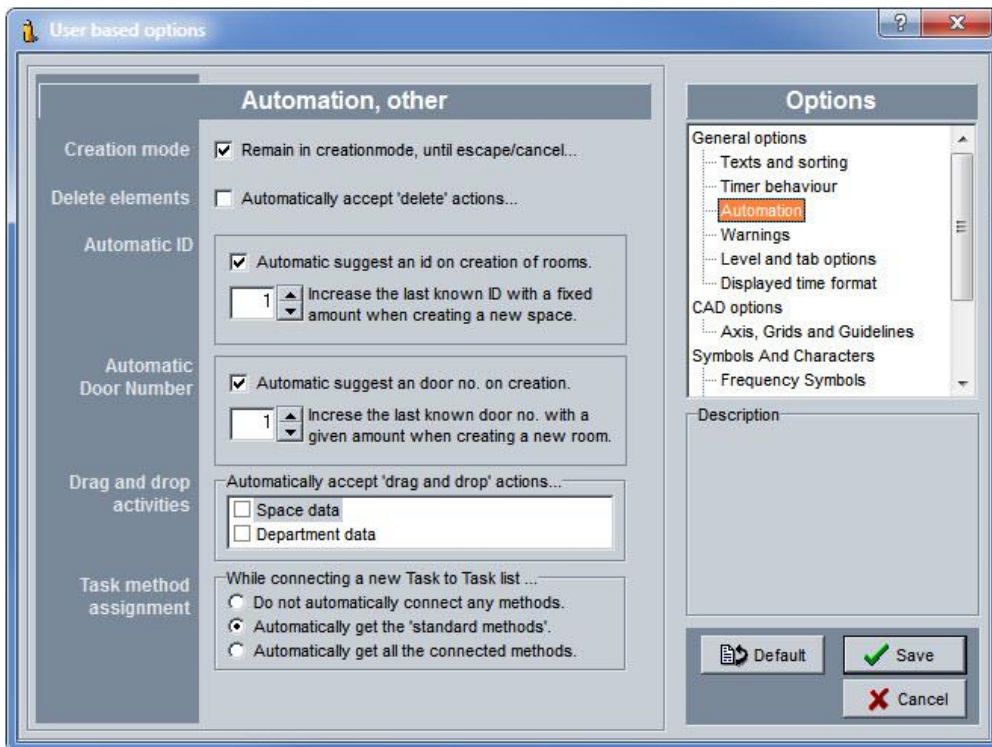 User based options
?
X
Automation, other
Creation mode
Remain in creationmode, until escape/cancel...
Delete elements
Automatically accept 'delete' actions...
Automatic ID
Automatic suggest an id on creation of rooms.
1
Increase the last known ID with a fixed
amount when creating a new space.
Automatic
Door Number
Automatic suggest an door no. on creation.
1
Increse the last known door no. with a
given amount when creating a new room.
Drag and drop
activities
Automatically accept 'drag and drop' actions...
Space data
Department data
Task method
assignment
While connecting a new Task to Task list ...
Do not automatically connect any methods.
Automatically get the 'standard methods'.
Automatically get all the connected methods.
Options
General options
Texts and sorting
Timer behaviour
Automation
Warnings
Level and tab options
Displayed time format
CAD options
Axis, Grids and Guidelines
Symbols And Characters
Frequency Symbols
Description
Default
Save
Cancel